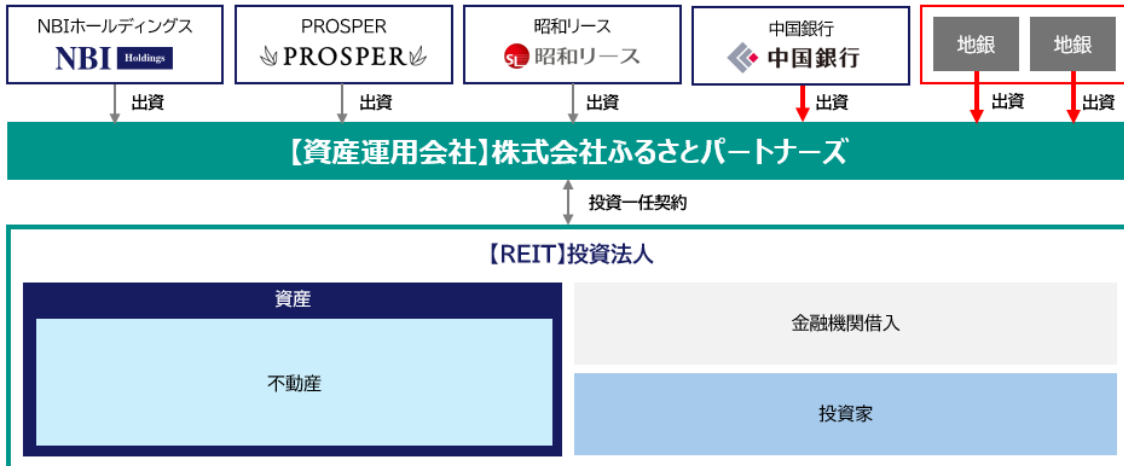 NBIホールディングス
NBI Holdings
PROSPER
PROSPER
昭和リース
SL 昭和リース
中国銀行
中国銀行
地銀
地銀
出資
出資
出資
出資
出資
出資
【資産運用会社】株式会社ふるさとパートナーズ
投資一任契約
【REIT】投資法人
資産
不動産
金融機関借入
投資家